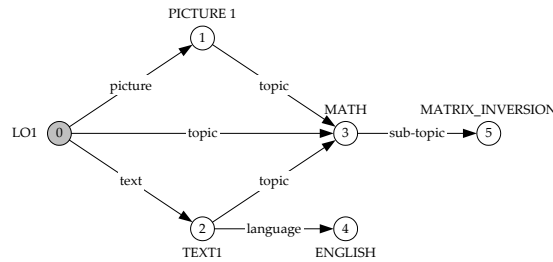 PICTURE 1
1
picture
topic
MATH
MATRIX_INVERSION
LO1
0
topic
3
sub-topic
5
text
topic
2
language
4
TEXT1
ENGLISH